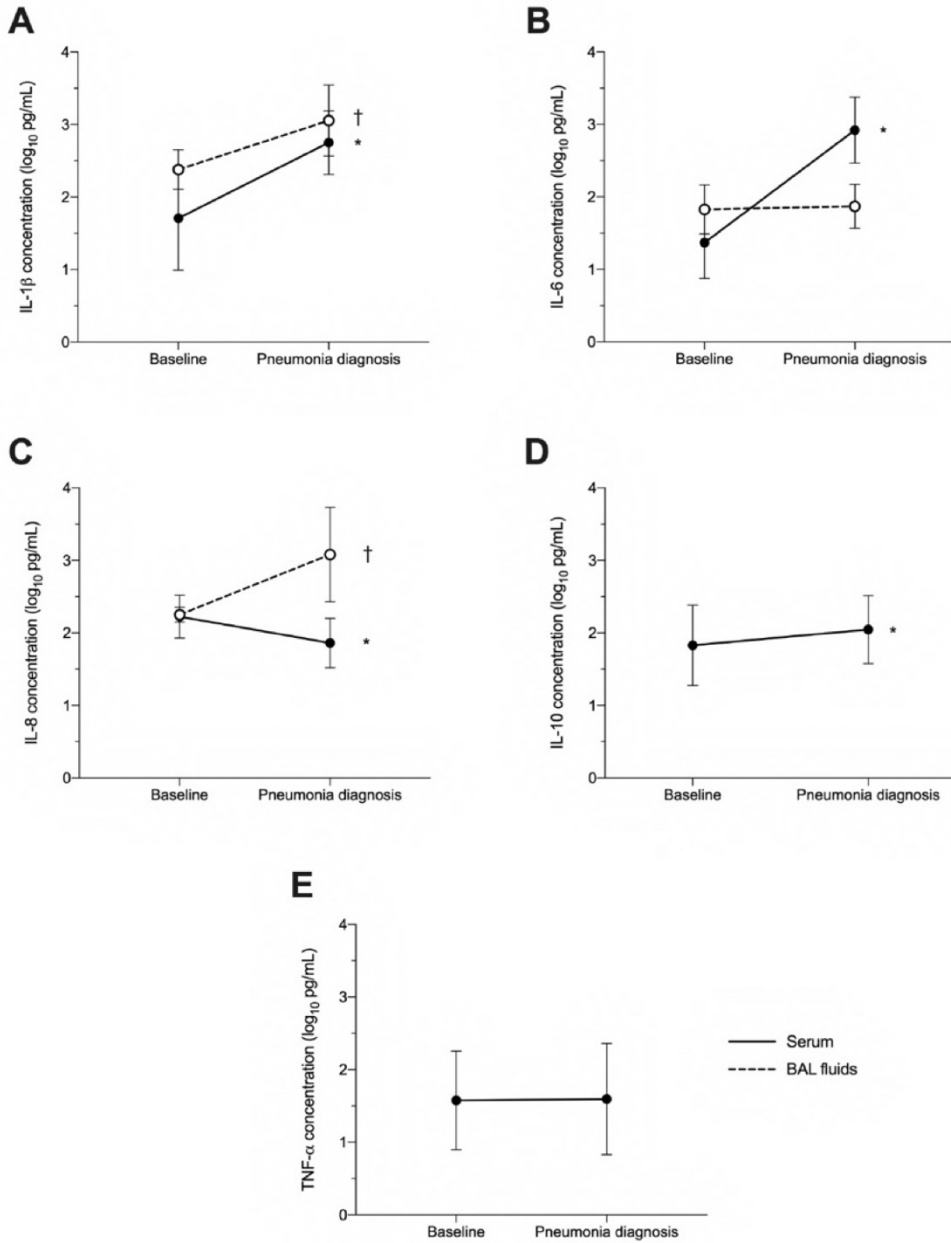 A
IL-1β concentration (log10 pg/mL)
4
3
2
1
0
†
*
Baseline
Pneumonia diagnosis
B
IL-6 concentration (log10 pg/mL)
4
3
2
1
0
*
Baseline
Pneumonia diagnosis
C
IL-8 concentration (log10 pg/mL)
4
3
2
1
0
†
*
Baseline
Pneumonia diagnosis
D
IL-10 concentration (log10 pg/mL)
4
3
2
1
0
*
Baseline
Pneumonia diagnosis
E
TNF-α concentration (log10 pg/mL)
4
3
2
1
0
Baseline
Pneumonia diagnosis
Serum
BAL fluids